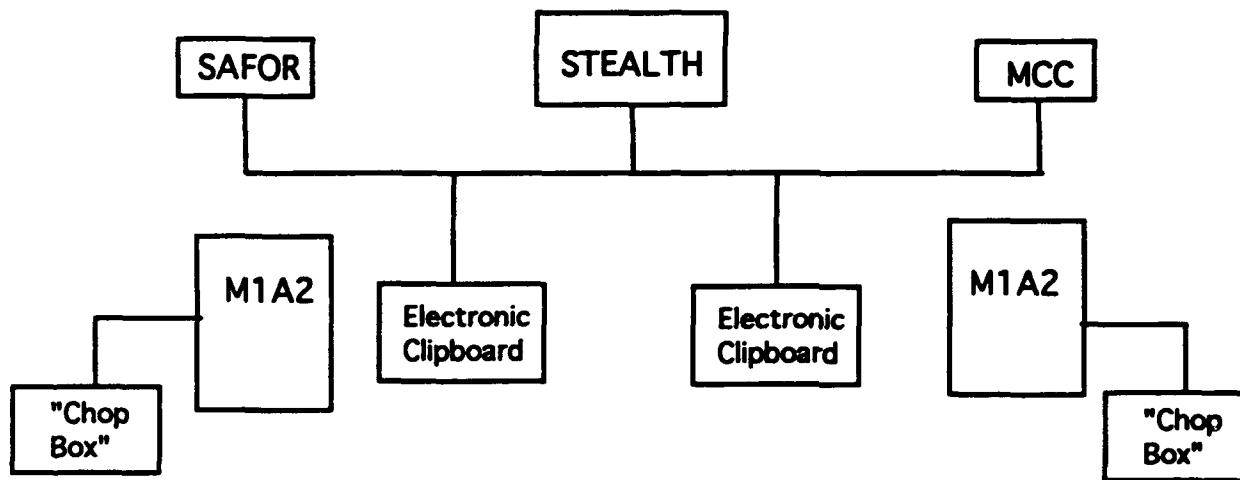 SAFOR
STEALTH
MCC
M1A2
Electronic
Clipboard
Electronic
Clipboard
M1A2
"Chop
Box"
"Chop
Box"